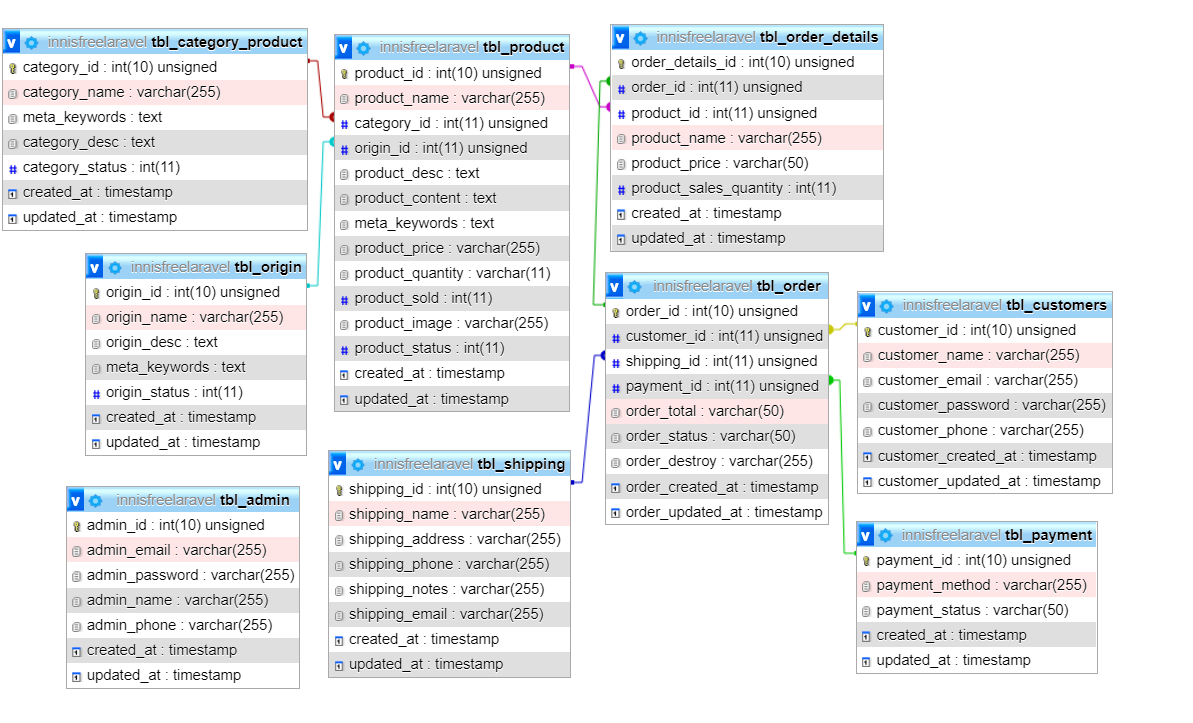 innisfreelaravel tbl_category_product
category_id : int(10) unsigned
category_name : varchar(255)
meta_keywords : text
category_desc : text
category_status : int(11)
created_at : timestamp
updated_at : timestamp
innisfreelaravel tbl_origin
origin_id : int(10) unsigned
origin_name : varchar(255)
origin_desc : text
meta_keywords : text
origin_status : int(11)
created_at : timestamp
updated_at : timestamp
innisfreelaravel tbl_admin
admin_id : int(10) unsigned
admin_email : varchar(255)
admin_password : varchar(255)
admin_name : varchar(255)
admin_phone : varchar(255)
created_at : timestamp
updated_at : timestamp
innisfreelaravel tbl_product
product_id : int(10) unsigned
product_name : varchar(255)
category_id : int(11) unsigned
origin_id : int(11) unsigned
product_desc : text
product_content : text
meta_keywords : text
product_price : varchar(255)
product_quantity : varchar(11)
product_sold : int(11)
product_image : varchar(255)
product_status : int(11)
created_at : timestamp
updated_at : timestamp
innisfreelaravel tbl_shipping
shipping_id : int(10) unsigned
shipping_name : varchar(255)
shipping_address : varchar(255)
shipping_phone : varchar(255)
shipping_notes : varchar(255)
shipping_email : varchar(255)
created_at : timestamp
updated_at : timestamp
innisfreelaravel tbl_order_details
order_details_id : int(10) unsigned
order_id : int(11) unsigned
product_id : int(11) unsigned
product_name : varchar(255)
product_price : varchar(50)
product_sales_quantity : int(11)
created_at : timestamp
updated_at : timestamp
innisfreelaravel tbl_order
order_id : int(10) unsigned
customer_id : int(11) unsigned
shipping_id : int(11) unsigned
payment_id : int(11) unsigned
order_total : varchar(50)
order_status : varchar(50)
order_destroy : varchar(255)
order_created_at : timestamp
order_updated_at : timestamp
innisfreelaravel tbl_customers
customer_id : int(10) unsigned
customer_name : varchar(255)
customer_email : varchar(255)
customer_password : varchar(255)
customer_phone : varchar(255)
customer_created_at : timestamp
customer_updated_at : timestamp
innisfreelaravel tbl_payment
payment_id : int(10) unsigned
payment_method : varchar(255)
payment_status : varchar(50)
created_at : timestamp
updated_at : timestamp